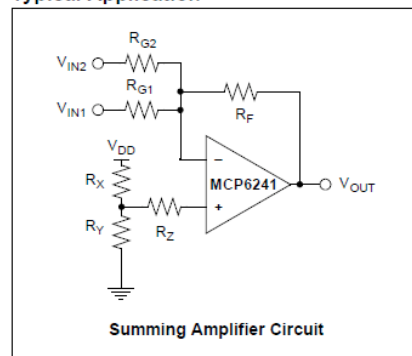 Typical Application
RG2
VIN2
RG1
VIN1
RF
VDD
RX
MCP6241
VOUT
RY
RZ
Summing Amplifier Circuit